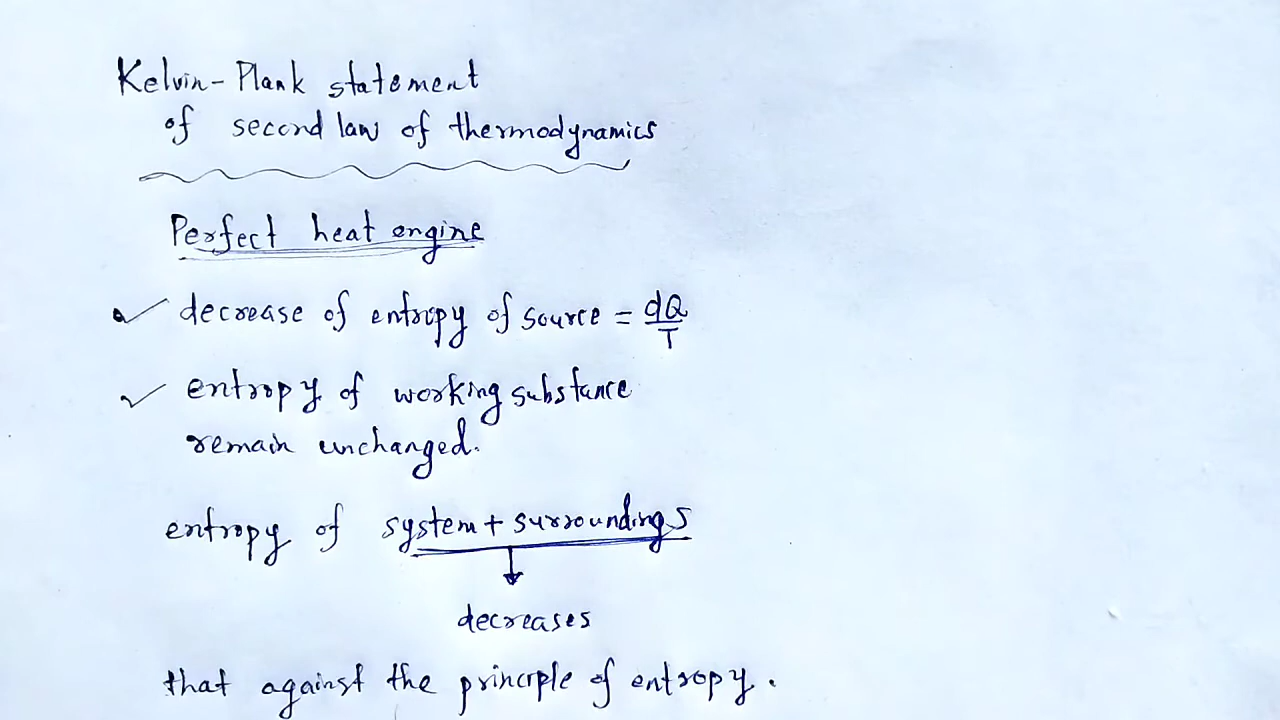 Kelvin-Plank statement
of second law of thermodynamics
Perfect heat engine
decrease of entropy of source = dQ/T
entropy of working substance
remain unchanged.
entropy of system + surroundings
decreases
that against the principle of entropy.